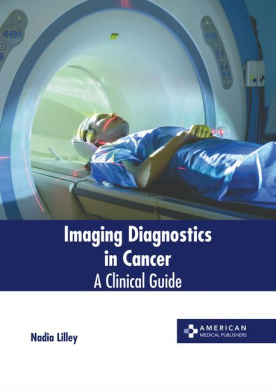 Imaging Diagnostics
in Cancer
A Clinical Guide
Nadia Lilley
AMERICAN
MEDICAL PUBLISHERS